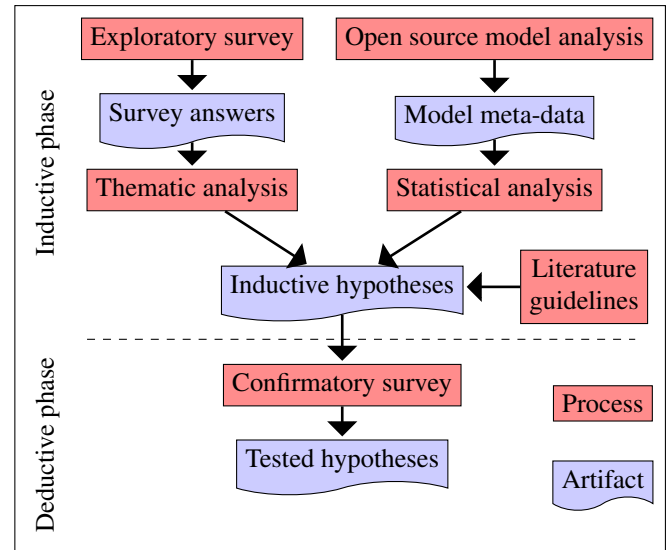 Exploratory survey
Open source model analysis
Survey answers
Model meta-data
Thematic analysis
Statistical analysis
Inductive phase
Inductive hypotheses
Literature
guidelines
Confirmatory survey
Process
Tested hypotheses
Artifact
Deductive phase